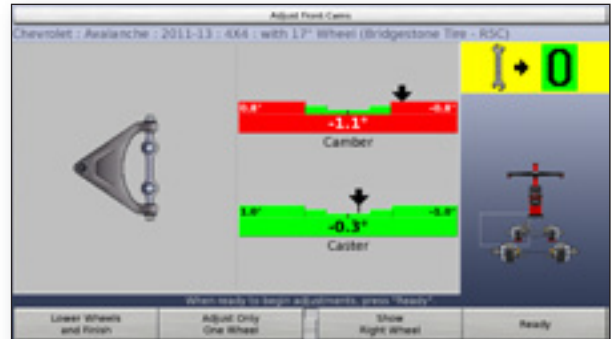 Adjust Front Cams
Chevrolet : Avalanche : 2011-13 : 4X4 : with 17" Wheel (Bridgestone Tire - RSC)
0
0.8° -0.8°
-1.1°
Camber
1.0° -1.0°
-0.3°
Caster
When ready to begin adjustments, press "Ready".
Lower Wheels
and Finish
Adjust Only
One Wheel
Show
Right Wheel
Ready